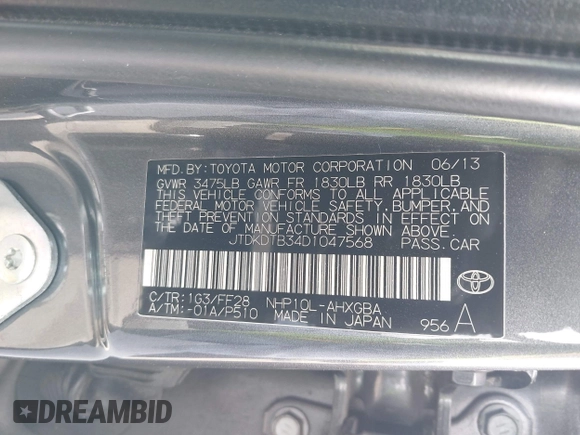 MFD. BY: TOYOTA MOTOR CORPORATION 06/13
GVWR 3475LB GAWR FR 1830LB RR 1830LB
THIS VEHICLE CONFORMS TO ALL APPLICABLE
FEDERAL MOTOR VEHICLE SAFETY, BUMPER, AND
THEFT PREVENTION STANDARDS IN EFFECT ON
THE DATE OF MANUFACTURE SHOWN ABOVE.
JTDKDTB34D1047568 PASS. CAR
C/TR: 1G3/FF28 NHP10L-AHXGBA
A/TM: -01A/P510 MADE IN JAPAN 956 A
DREAMBID